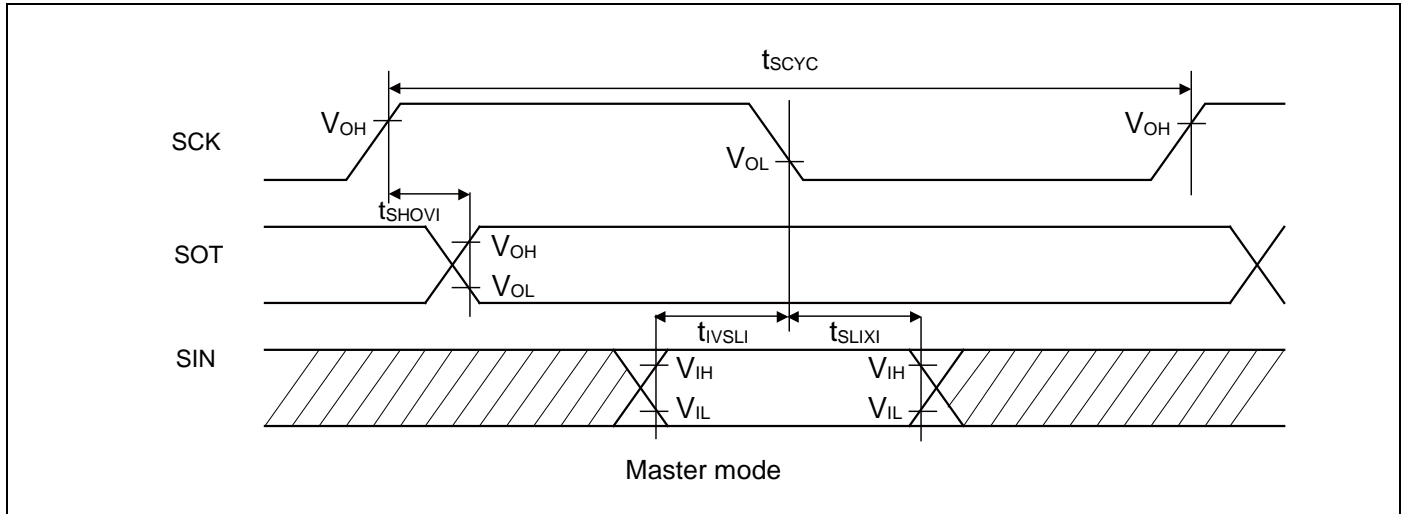 tSCYC
VOH
VOH
SCK
VOL
tSHOVI
SOT
VOH
VOL
tIVSLI
tSLIXI
SIN
VIH
VIH
VIL
VIL
Master mode